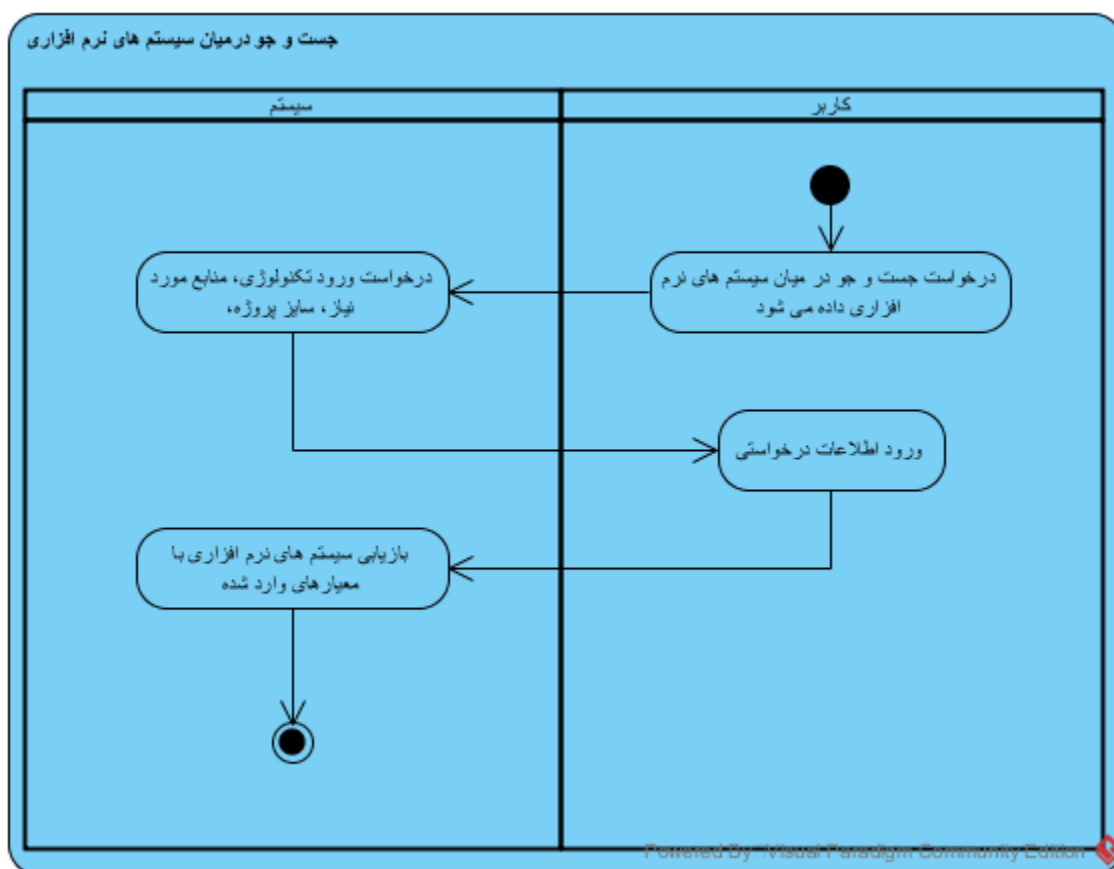 جست و جو درمیان سیستم های نرم افزاری
کاربر
سیستم
درخواست جست و جو در میان سیستم های نرم
افزاری داده می شود
درخواست ورود تکنولوژی، منابع مورد
نیاز، سایز پروژه،
ورود اطلاعات درخواستی
بازیابی سیستم های نرم افزاری با
معیارهای وارد شده
Powered By Visual Paradigm Community Edition